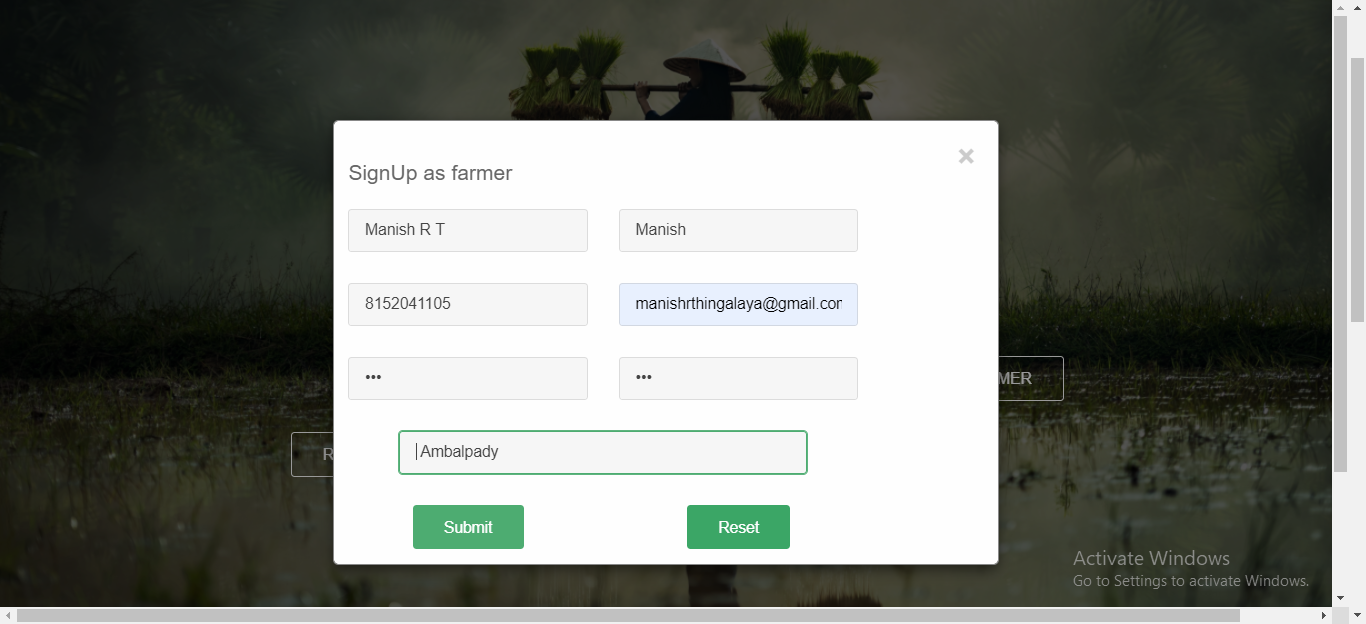 SignUp as farmer
×
Manish R T
Manish
8152041105
manishrthingalaya@gmail.com
•••
•••
MER
Ambalpady
R
Submit
Reset
Activate Windows
Go to Settings to activate Windows.